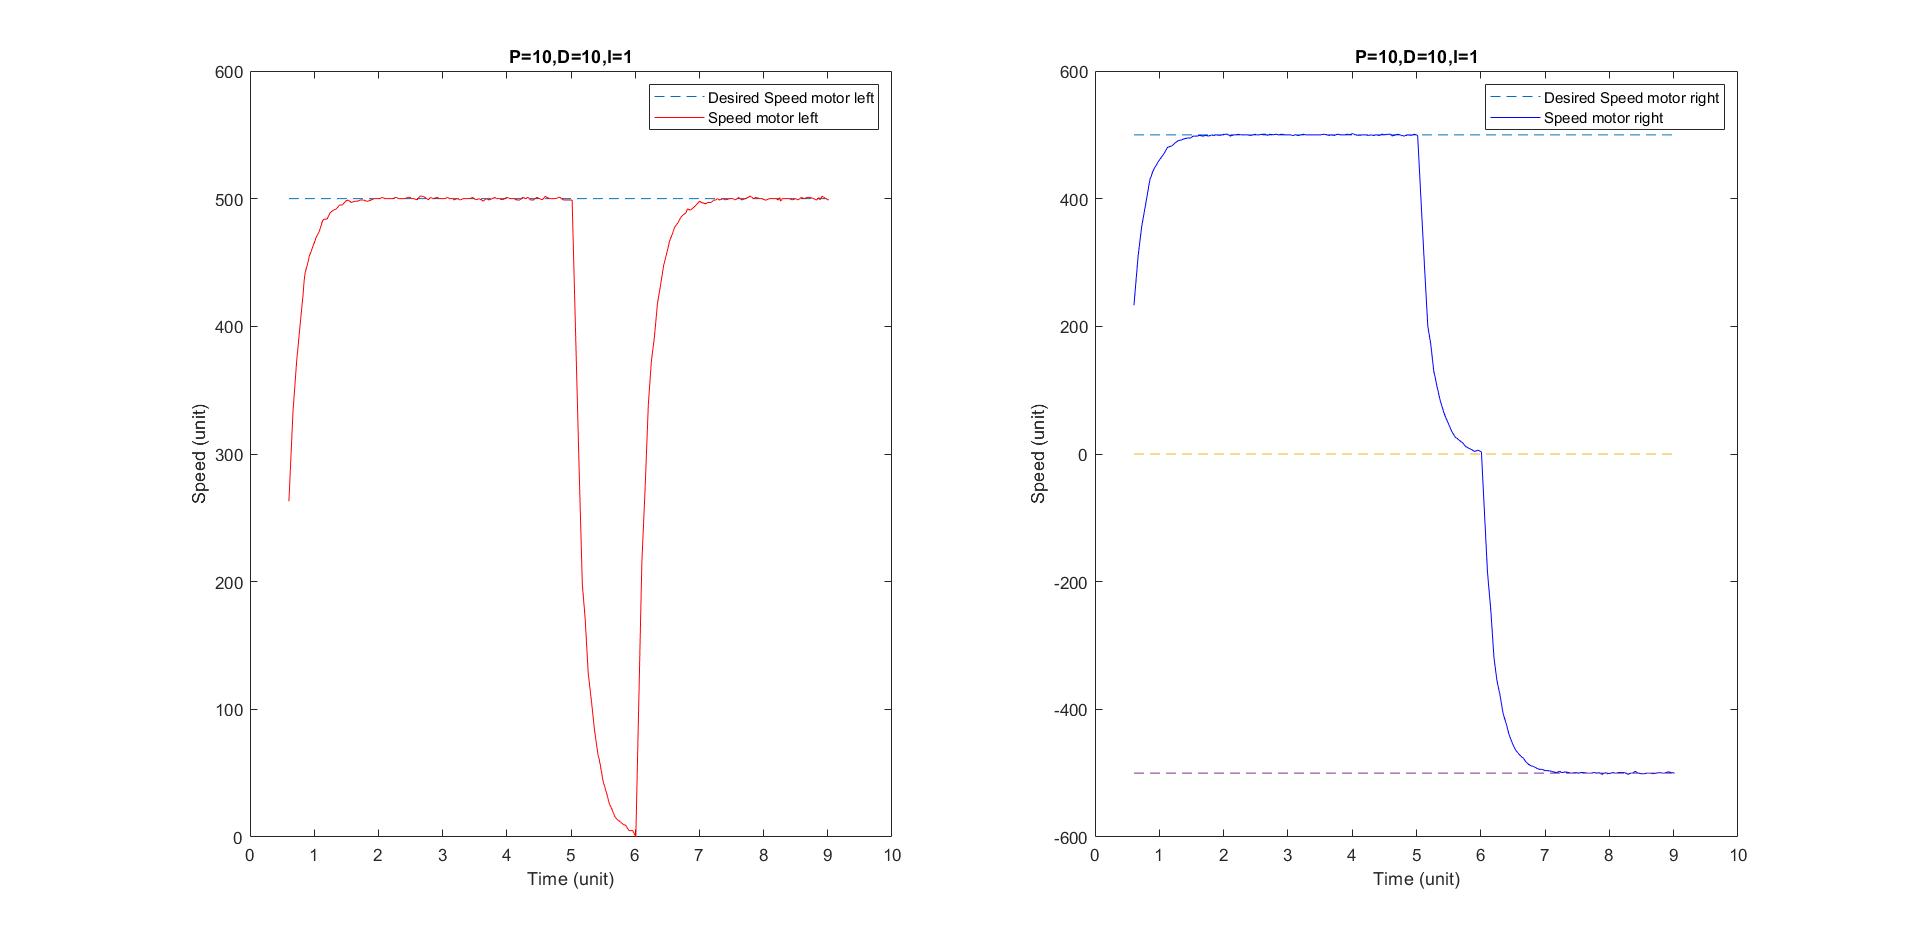 P=10,D=10,I=1
600
500
400
300
200
100
0
Speed (unit)
Desired Speed motor left
Speed motor left
0 1 2 3 4 5 6 7 8 9 10
Time (unit)
P=10,D=10,I=1
600
400
200
0
-200
-400
-600
Speed (unit)
Desired Speed motor right
Speed motor right
0 1 2 3 4 5 6 7 8 9 10
Time (unit)